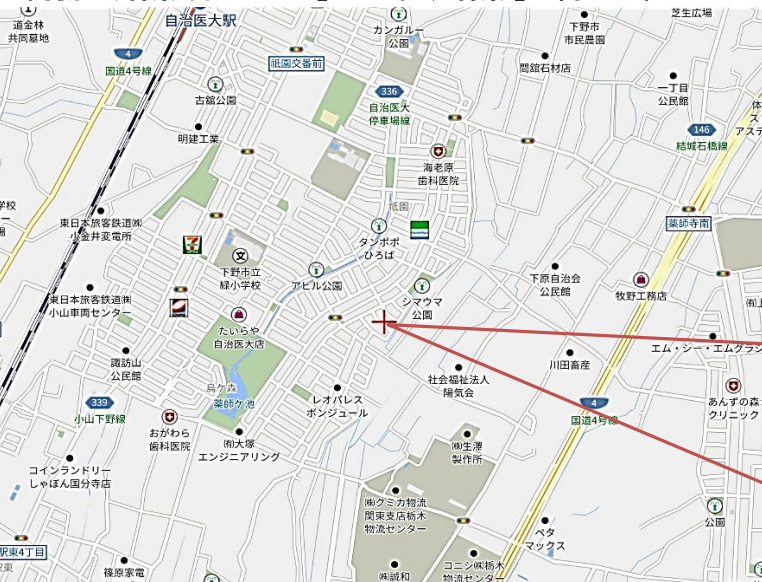 自治医大駅
道金林
共同墓地
4
国道4号線
祇園交番前
カンガルー
公園
下野市
市民農園
芝生広場
間舘石材店
一丁目
公民館
古舘公園
336
自治医大
停車場線
明建工業
海老原
歯科医院
146
結城石橋線
祇園
薬師寺南
東日本旅客鉄道㈱
小金井変電所
タンポポ
ひろば
下野市立
緑小学校
アヒル公園
シマウマ
公園
下原自治会
公民館
牧野工務店
東日本旅客鉄道㈱
小山車両センター
たいらや
自治医大店
エム・シー・エムグラン
諏訪山
公民館
烏ケ森
薬師ケ池
レオパレス
ボンジュール
社会福祉法人
陽気会
川田畜産
あんずの森
クリニック
339
小山下野線
おがわら
歯科医院
4
国道4号線
㈲大塚
エンジニアリング
㈱生澤
製作所
コインランドリー
しゃぼん国分寺店
㈱クミカ物流
関東支店栃木
物流センター
公園
ペタ
マックス
駅東4丁目
篠原家電
㈱誠和
コニシ㈱栃木
物流センター